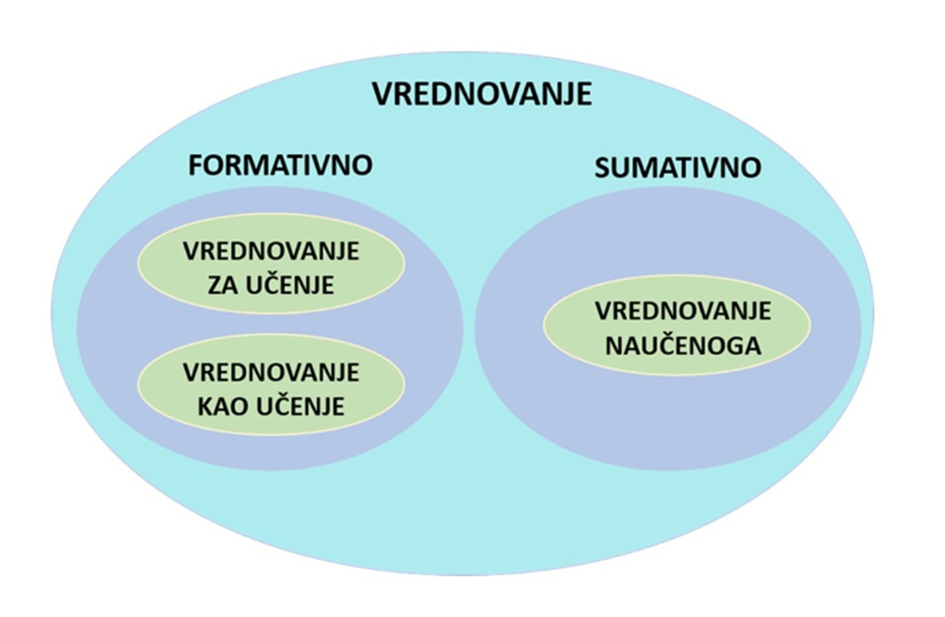 VREDNOVANJE
FORMATIVNO
VREDNOVANJE
ZA UČENJE
VREDNOVANJE
KAO UČENJE
SUMATIVNO
VREDNOVANJE
NAUČENOGA